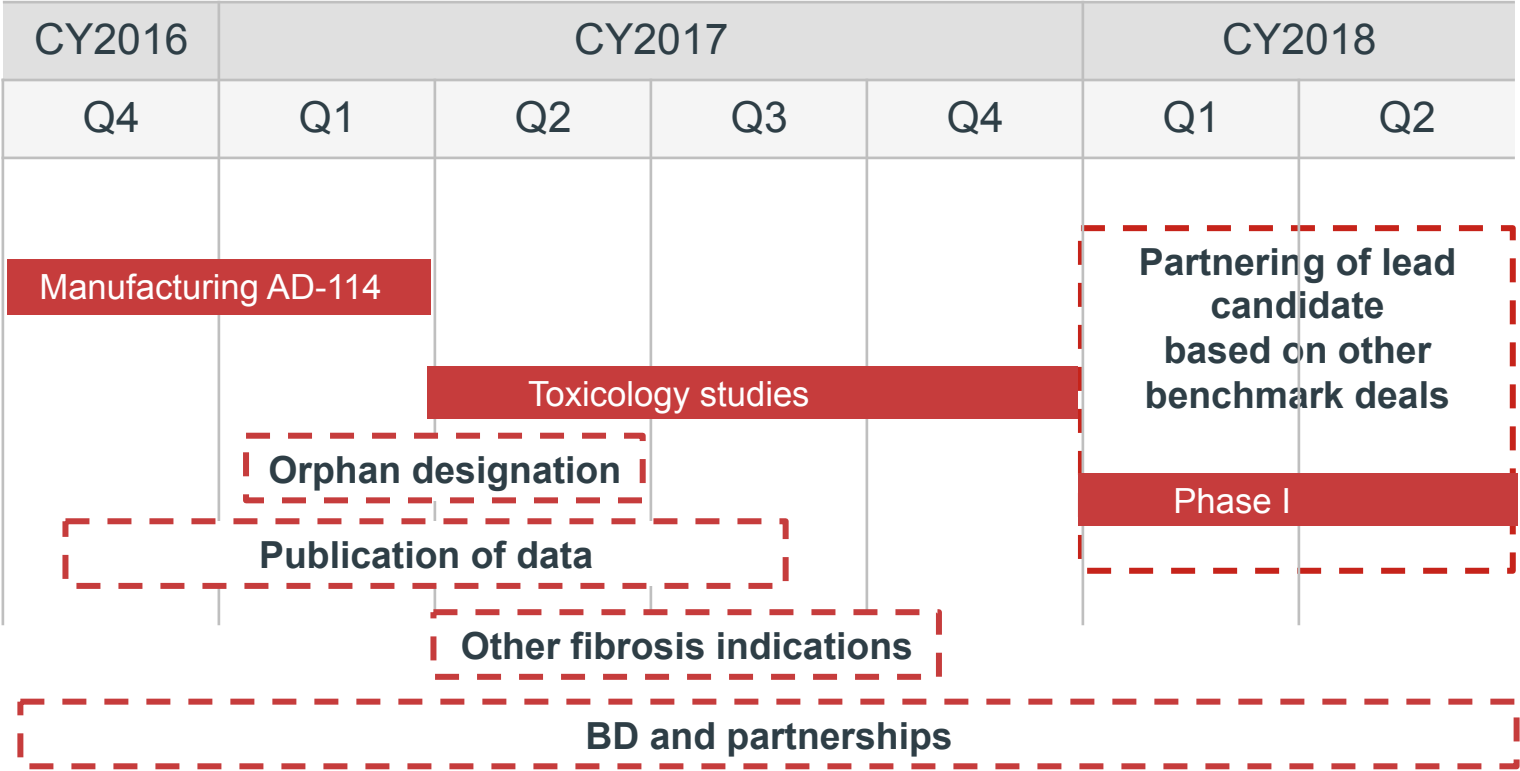 CY2016 CY2017 CY2018
Q4 Q1 Q2 Q3 Q4 Q1 Q2
Partnering of lead
candidate
based on other
benchmark deals
Manufacturing AD-114
Toxicology studies
Orphan designation
Phase I
Publication of data
Other fibrosis indications
BD and partnerships